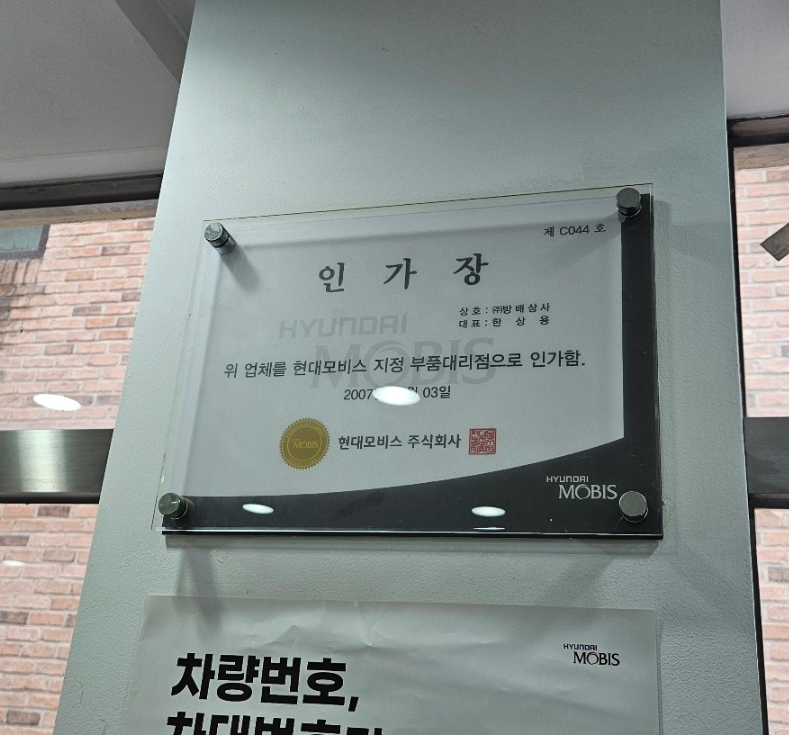 제 C044 호
인 가 장
상 호 : ㈜방 배 상 사
대 표 : 한 상 용
HYUNDAI
MOBIS
위 업체를 현대모비스 지정 부품대리점으로 인가함.
2007 월 03일
MOBIS
현대모비스 주식회사
HYUNDAI
MOBIS
HYUNDAI
MOBIS
차량번호,